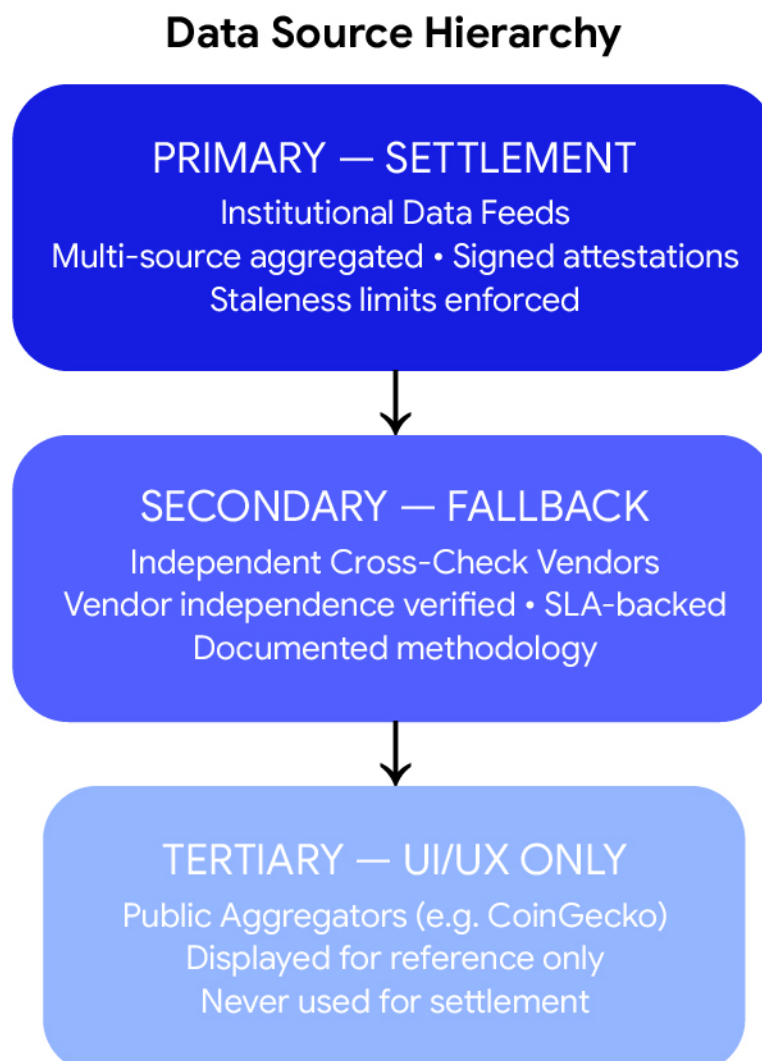 Data Source Hierarchy
PRIMARY — SETTLEMENT
Institutional Data Feeds
Multi-source aggregated • Signed attestations
Staleness limits enforced
SECONDARY — FALLBACK
Independent Cross-Check Vendors
Vendor independence verified • SLA-backed
Documented methodology
TERTIARY — UI/UX ONLY
Public Aggregators (e.g. CoinGecko)
Displayed for reference only
Never used for settlement